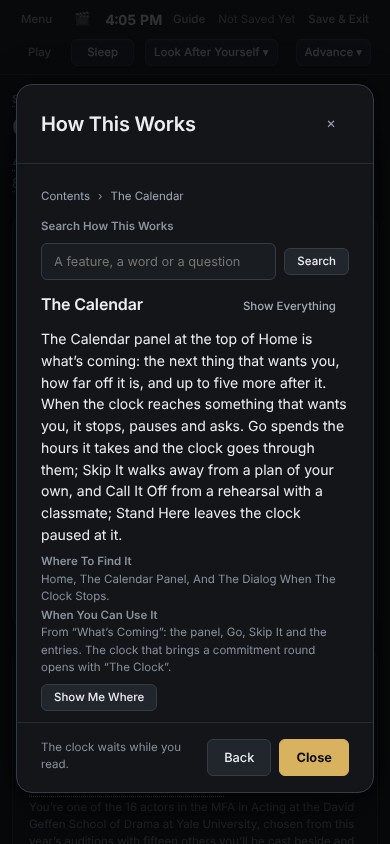 Menu 🎬 4:05 PM Guide Not Saved Yet Save & Exit
Play Sleep Look After Yourself ▾ Advance ▾
How This Works ×
Contents › The Calendar
Search How This Works
A feature, a word or a question Search
The Calendar Show Everything
The Calendar panel at the top of Home is
what’s coming: the next thing that wants you,
how far off it is, and up to five more after it.
When the clock reaches something that wants
you, it stops, pauses and asks. Go spends the
hours it takes and the clock goes through
them; Skip It walks away from a plan of your
own, and Call It Off from a rehearsal with a
classmate; Stand Here leaves the clock
paused at it.
Where To Find It
Home, The Calendar Panel, And The Dialog When The
Clock Stops.
When You Can Use It
From “What’s Coming”: the panel, Go, Skip It and the
entries. The clock that brings a commitment round
opens with “The Clock”.
Show Me Where
The clock waits while you
read.
Back Close
You’re one of the 16 actors in the MFA in Acting at the David
Geffen School of Drama at Yale University, chosen from this
year’s auditions with fifteen others you’ll be cast beside and